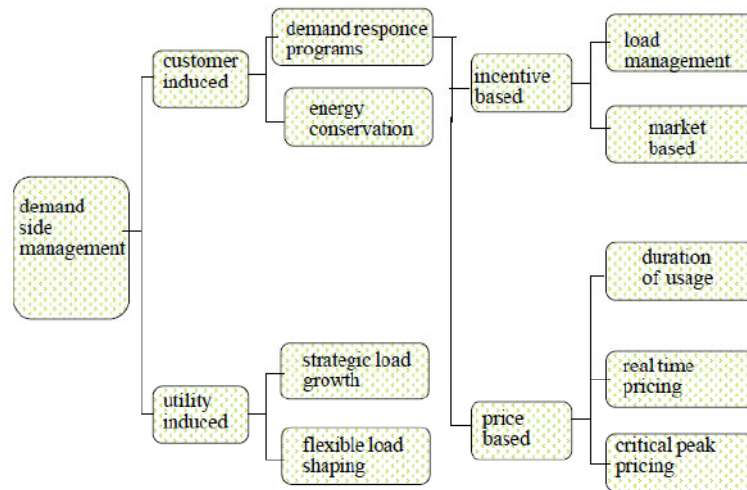 demand responce
programs
customer
induced
energy
conservation
incentive
based
load
management
market
based
demand
side
management
utility
induced
strategic load
growth
flexible load
shaping
price
based
duration
of usage
real time
pricing
critical peak
pricing